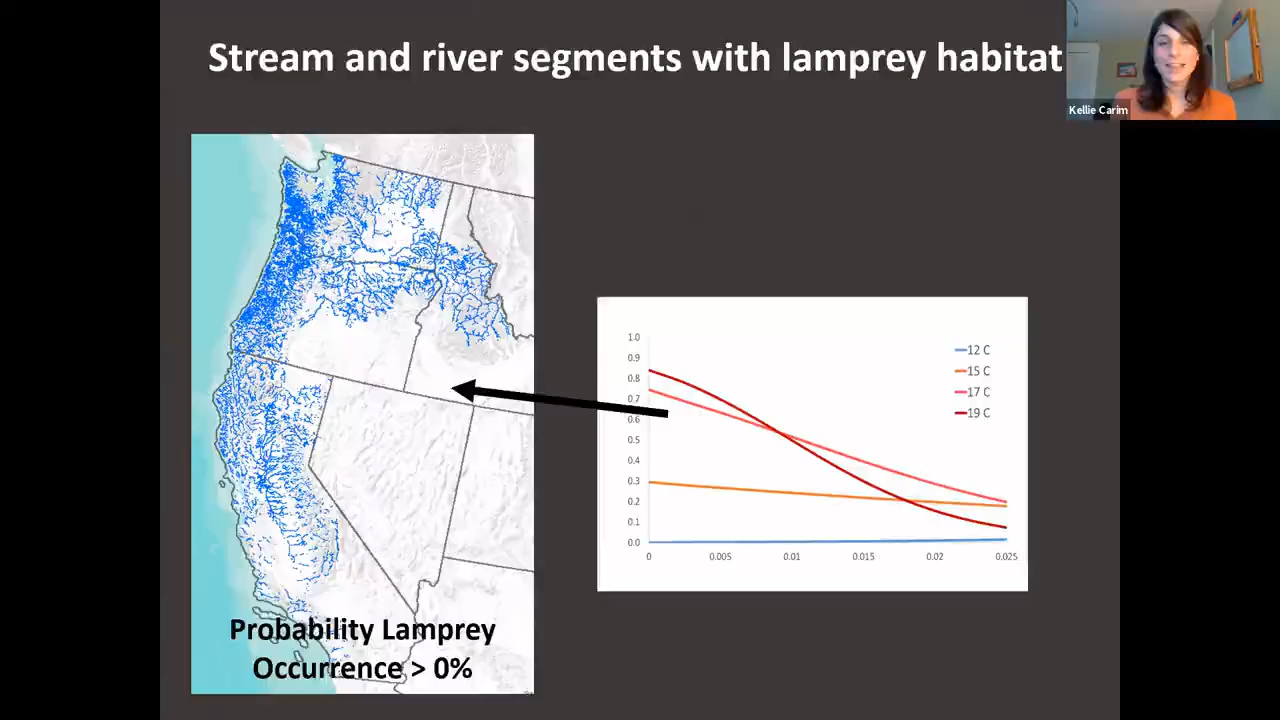 Stream and river segments with lamprey habitat
Kellie Carim
Probability Lamprey
Occurrence > 0%
1.0
0.9
0.8
0.7
0.6
0.5
0.4
0.3
0.2
0.1
0.0
0 0.005 0.01 0.015 0.02 0.025
12 C
15 C
17 C
19 C